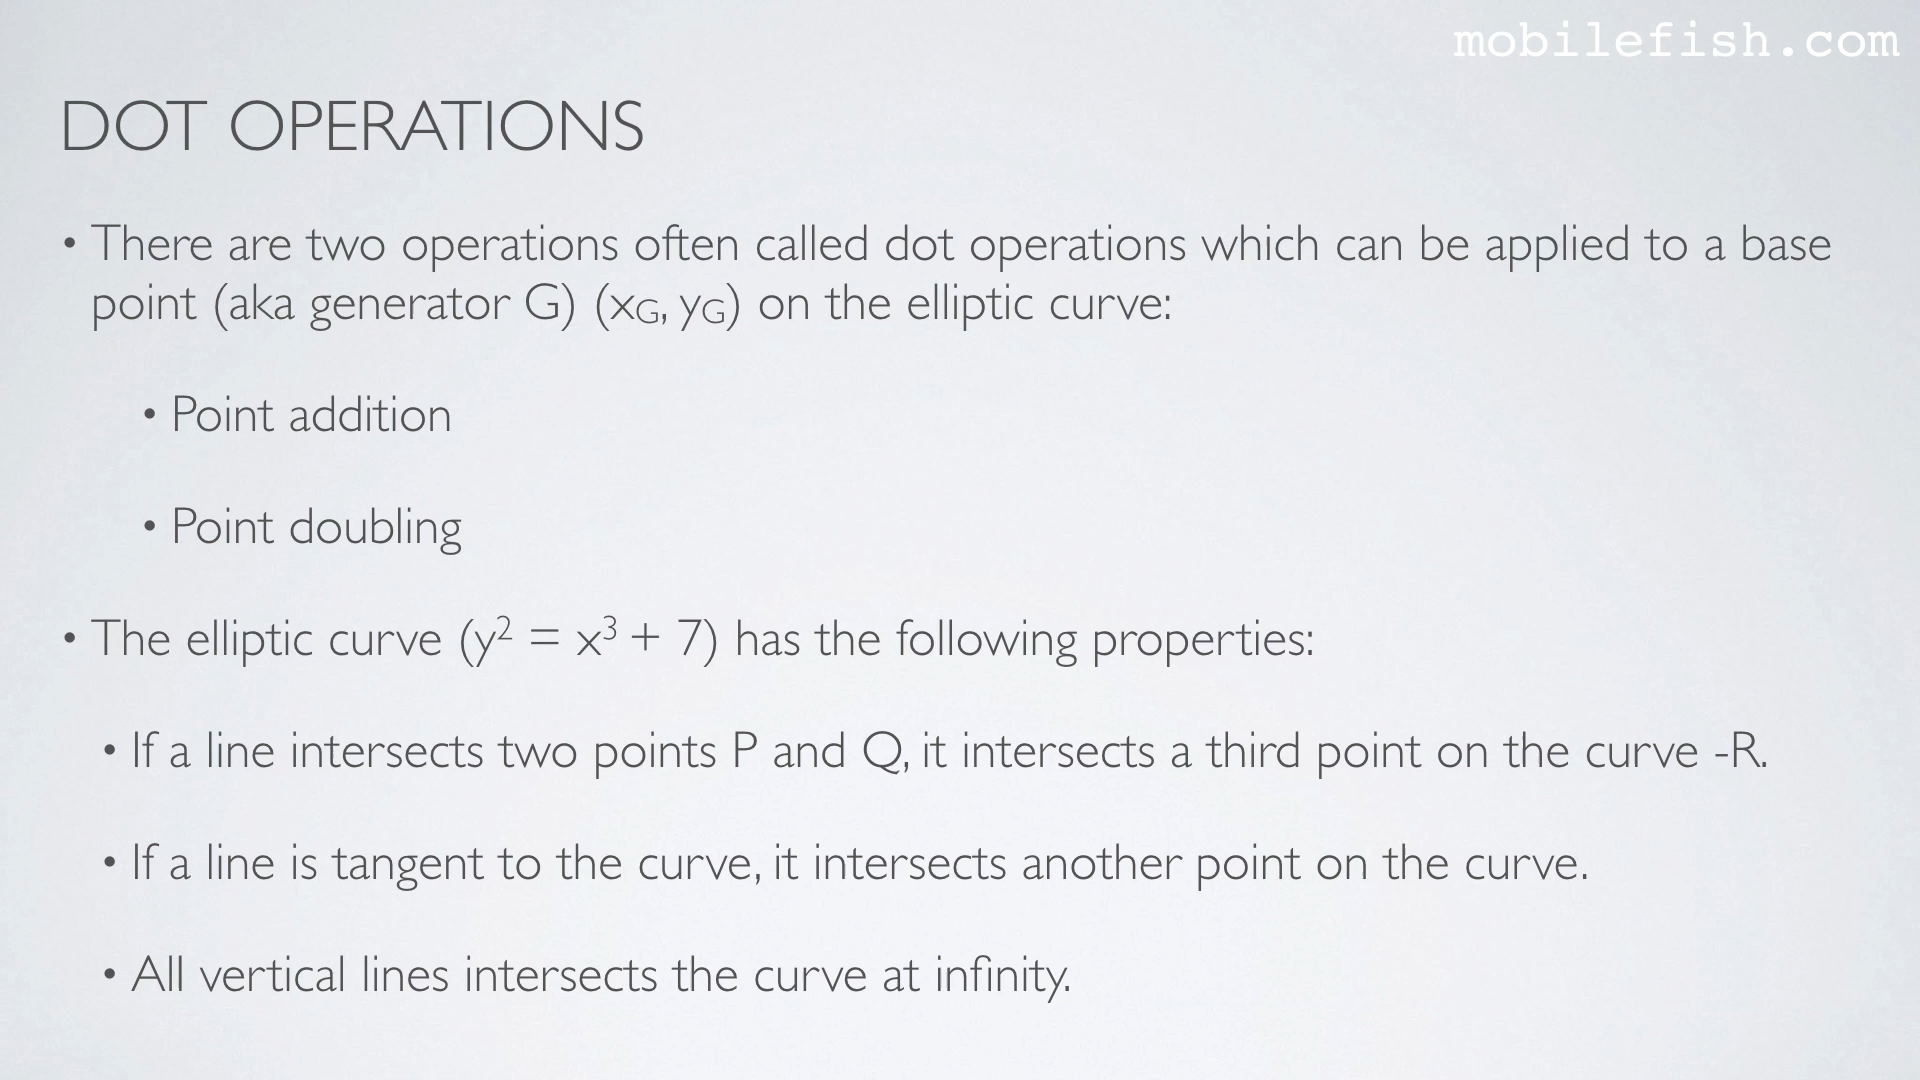 mobilefish.com
DOT OPERATIONS
• There are two operations often called dot operations which can be applied to a base
point (aka generator G) (xG, yG) on the elliptic curve:
• Point addition
• Point doubling
• The elliptic curve (y² = x³ + 7) has the following properties:
• If a line intersects two points P and Q, it intersects a third point on the curve -R.
• If a line is tangent to the curve, it intersects another point on the curve.
• All vertical lines intersects the curve at infinity.